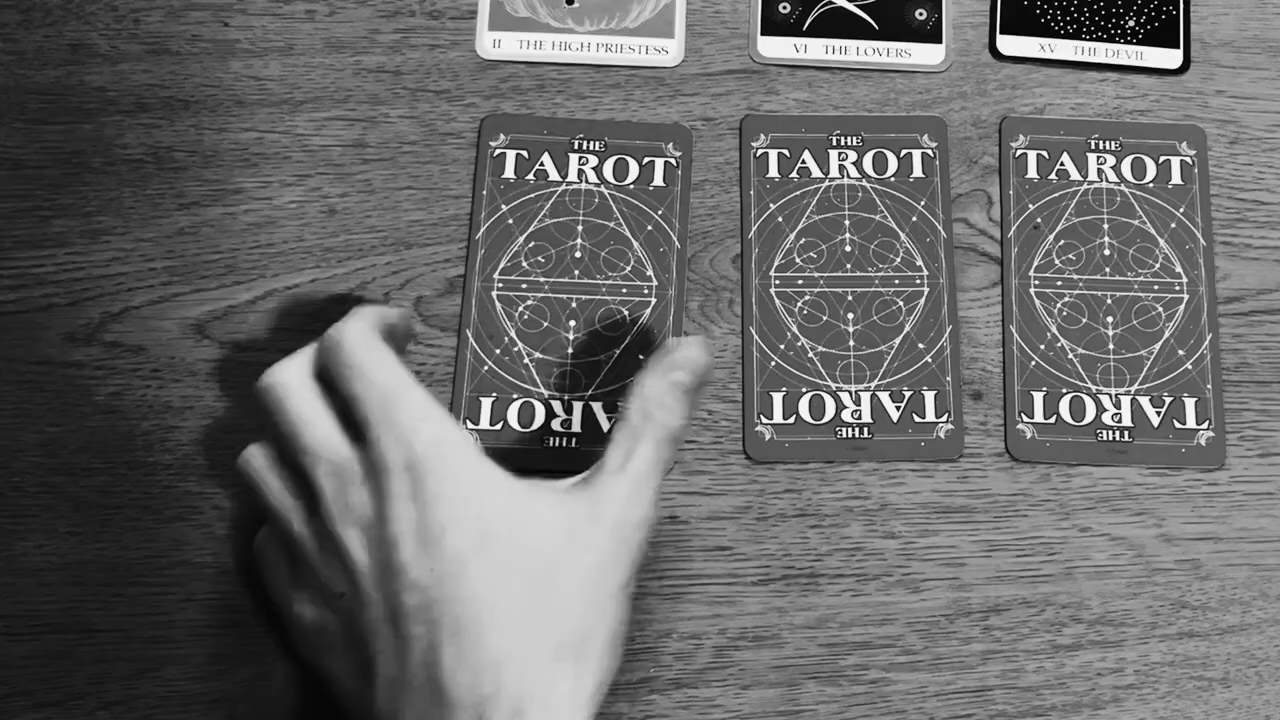 II THE HIGH PRIESTESS
VI THE LOVERS
XV THE DEVIL
THE
TAROT
THE
TAROT
THE
TAROT
TAROT
THE
TAROT
THE
TAROT
THE